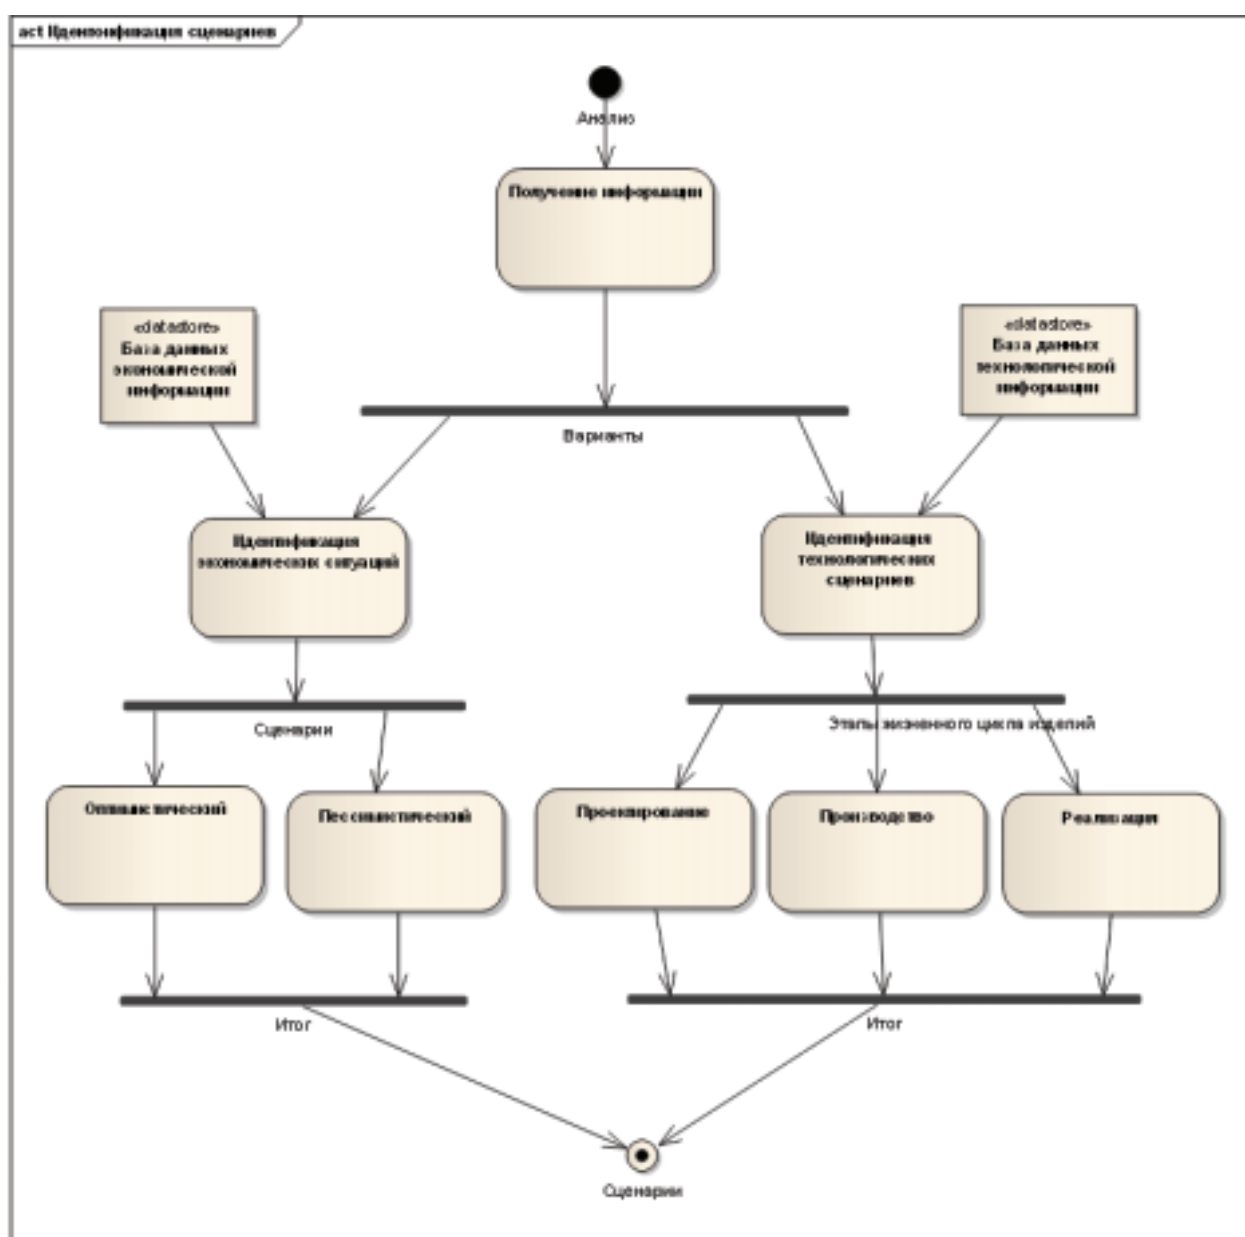 act Идентификация сценариев
Анализ
Получение информации
«datastore»
База данных
экономической
информации
«datastore»
База данных
технологической
информации
Варианты
Идентификация
экономических ситуаций
Идентификация
технологических
сценариев
Сценарии
Этапы жизненного цикла изделий
Оптимистический
Пессимистический
Проектирование
Производство
Реализация
Итог
Итог
Сценарии